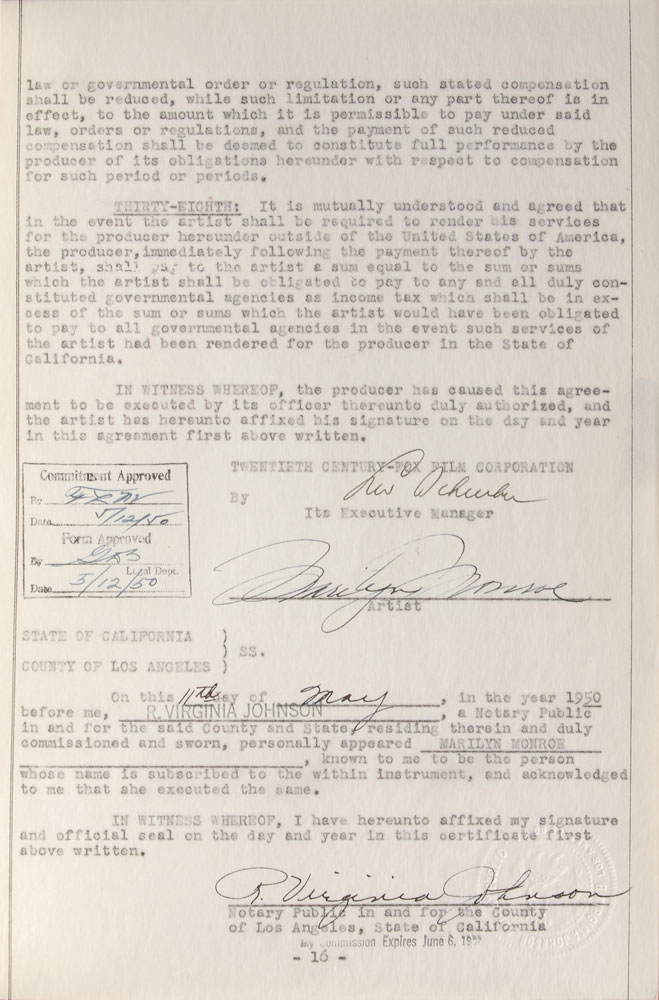 law or governmental order or regulation, such stated compensation
shall be reduced, while such limitation or any part thereof is in
effect, to the amount which it is permissible to pay under said
law, orders or regulations, and the payment of such reduced
compensation shall be deemed to constitute full performance by the
producer of its obligations hereunder with respect to compensation
for such period or periods.
THIRTY-EIGHTH: It is mutually understood and agreed that
in the event the artist shall be required to render his services
for the producer hereunder outside of the United States of America,
the producer, immediately following the payment thereof by the
artist, shall pay to the artist a sum equal to the sum or sums
which the artist shall be obligated to pay to any and all duly con-
stituted governmental agencies as income tax which shall be in ex-
cess of the sum or sums which the artist would have been obligated
to pay to all governmental agencies in the event such services of
the artist had been rendered for the producer in the State of
California.
IN WITNESS WHEREOF, the producer has caused this agree-
ment to be executed by its officer thereunto duly authorized, and
the artist has hereunto affixed his signature on the day and year
in this agreement first above written.
TWENTIETH CENTURY-FOX FILM CORPORATION
By
Its Executive Manager
Commitment Approved
By
Date 5/12/50
Form Approved
By
Legal Dept.
Date 5/12/50
Marilyn Monroe
Artist
STATE OF CALIFORNIA )
) SS.
COUNTY OF LOS ANGELES )
On this 11th day of May, in the year 1950
before me, R. VIRGINIA JOHNSON, a Notary Public
in and for the said County and State, residing therein and duly
commissioned and sworn, personally appeared MARILYN MONROE
, known to me to be the person
whose name is subscribed to the within instrument, and acknowledged
to me that she executed the same.
IN WITNESS WHEREOF, I have hereunto affixed my signature
and official seal on the day and year in this certificate first
above written.
R. Virginia Johnson
Notary Public in and for the County
of Los Angeles, State of California
My Commission Expires June 6,
- 16 -